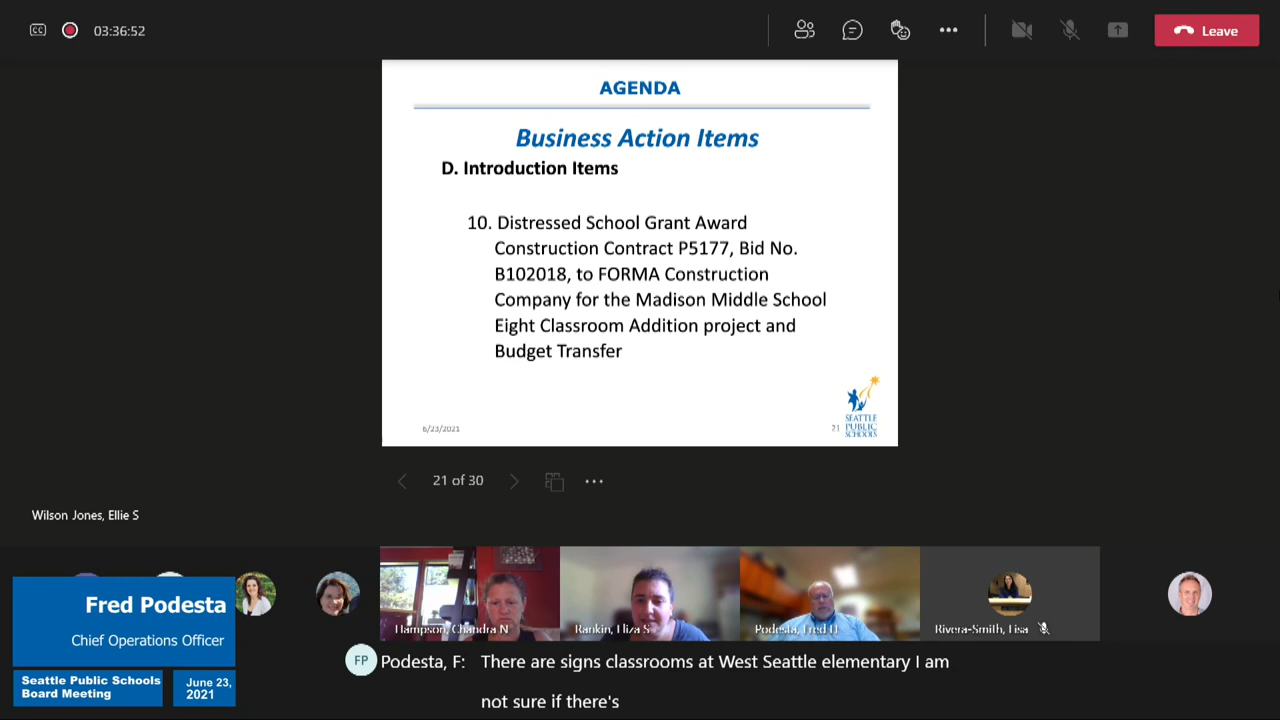 CC
03:36:52
Leave
AGENDA
Business Action Items
D. Introduction Items
10. Distressed School Grant Award
Construction Contract P5177, Bid No.
B102018, to FORMA Construction
Company for the Madison Middle School
Eight Classroom Addition project and
Budget Transfer
6/23/2021
21
SEATTLE
PUBLIC
SCHOOLS
21 of 30
Wilson Jones, Ellie S
Hampson, Chandra N
Rankin, Eliza S
Podesta, Fred H
Rivera-Smith, Lisa
Fred Podesta
Chief Operations Officer
Seattle Public Schools
Board Meeting
June 23,
2021
FP
Podesta, F: There are signs classrooms at West Seattle elementary I am
not sure if there's